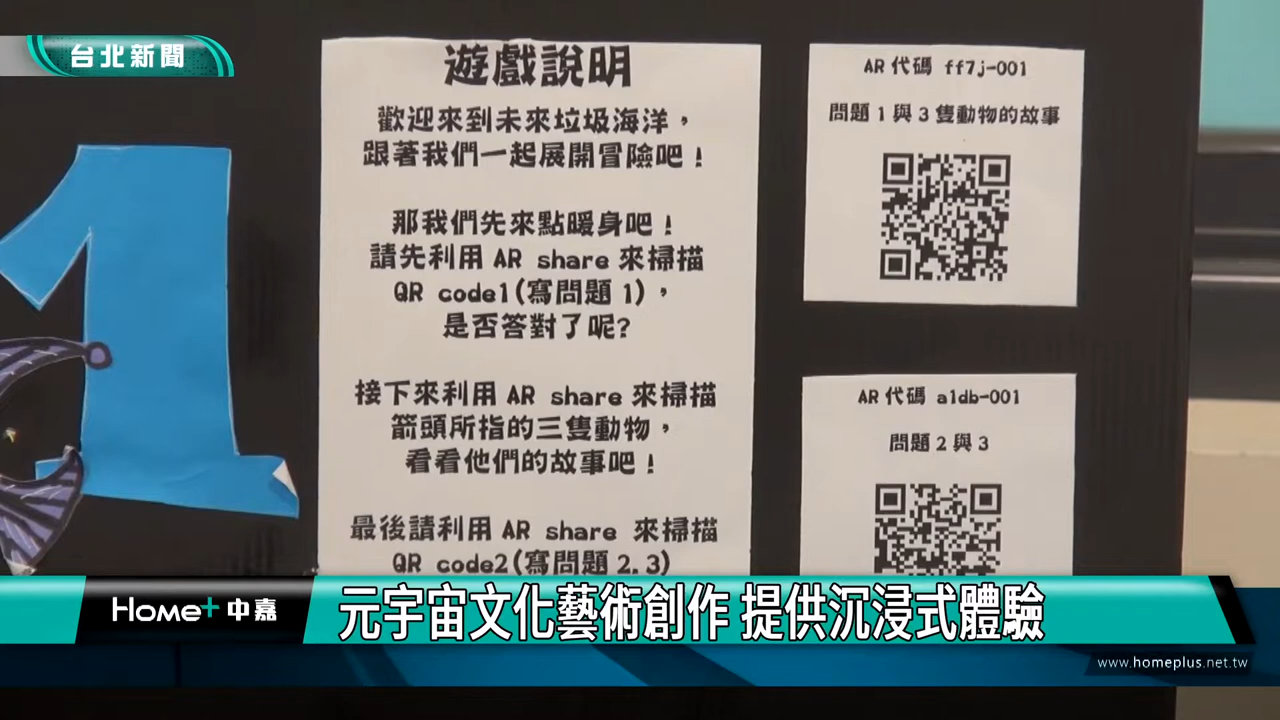 台北新聞
1
遊戲說明
歡迎來到未來垃圾海洋，
跟著我們一起展開冒險吧！
那我們先來點暖身吧！
請先利用 AR share 來掃描
QR code1(寫問題 1)，
是否答對了呢?
接下來利用 AR share 來掃描
箭頭所指的三隻動物，
看看他們的故事吧！
最後請利用 AR share 來掃描
QR code2(寫問題 2.3)
AR 代碼 ff7j-001
問題 1 與 3 隻動物的故事
AR 代碼 a1db-001
問題 2 與 3
Home+ 中嘉
元宇宙文化藝術創作 提供沉浸式體驗
www.homeplus.net.tw